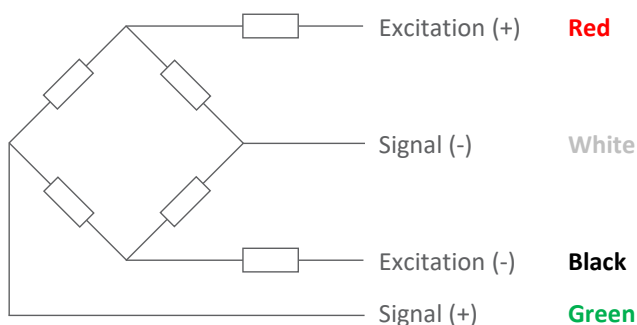 Excitation (+) Red
Signal (-) White
Excitation (-) Black
Signal (+) Green